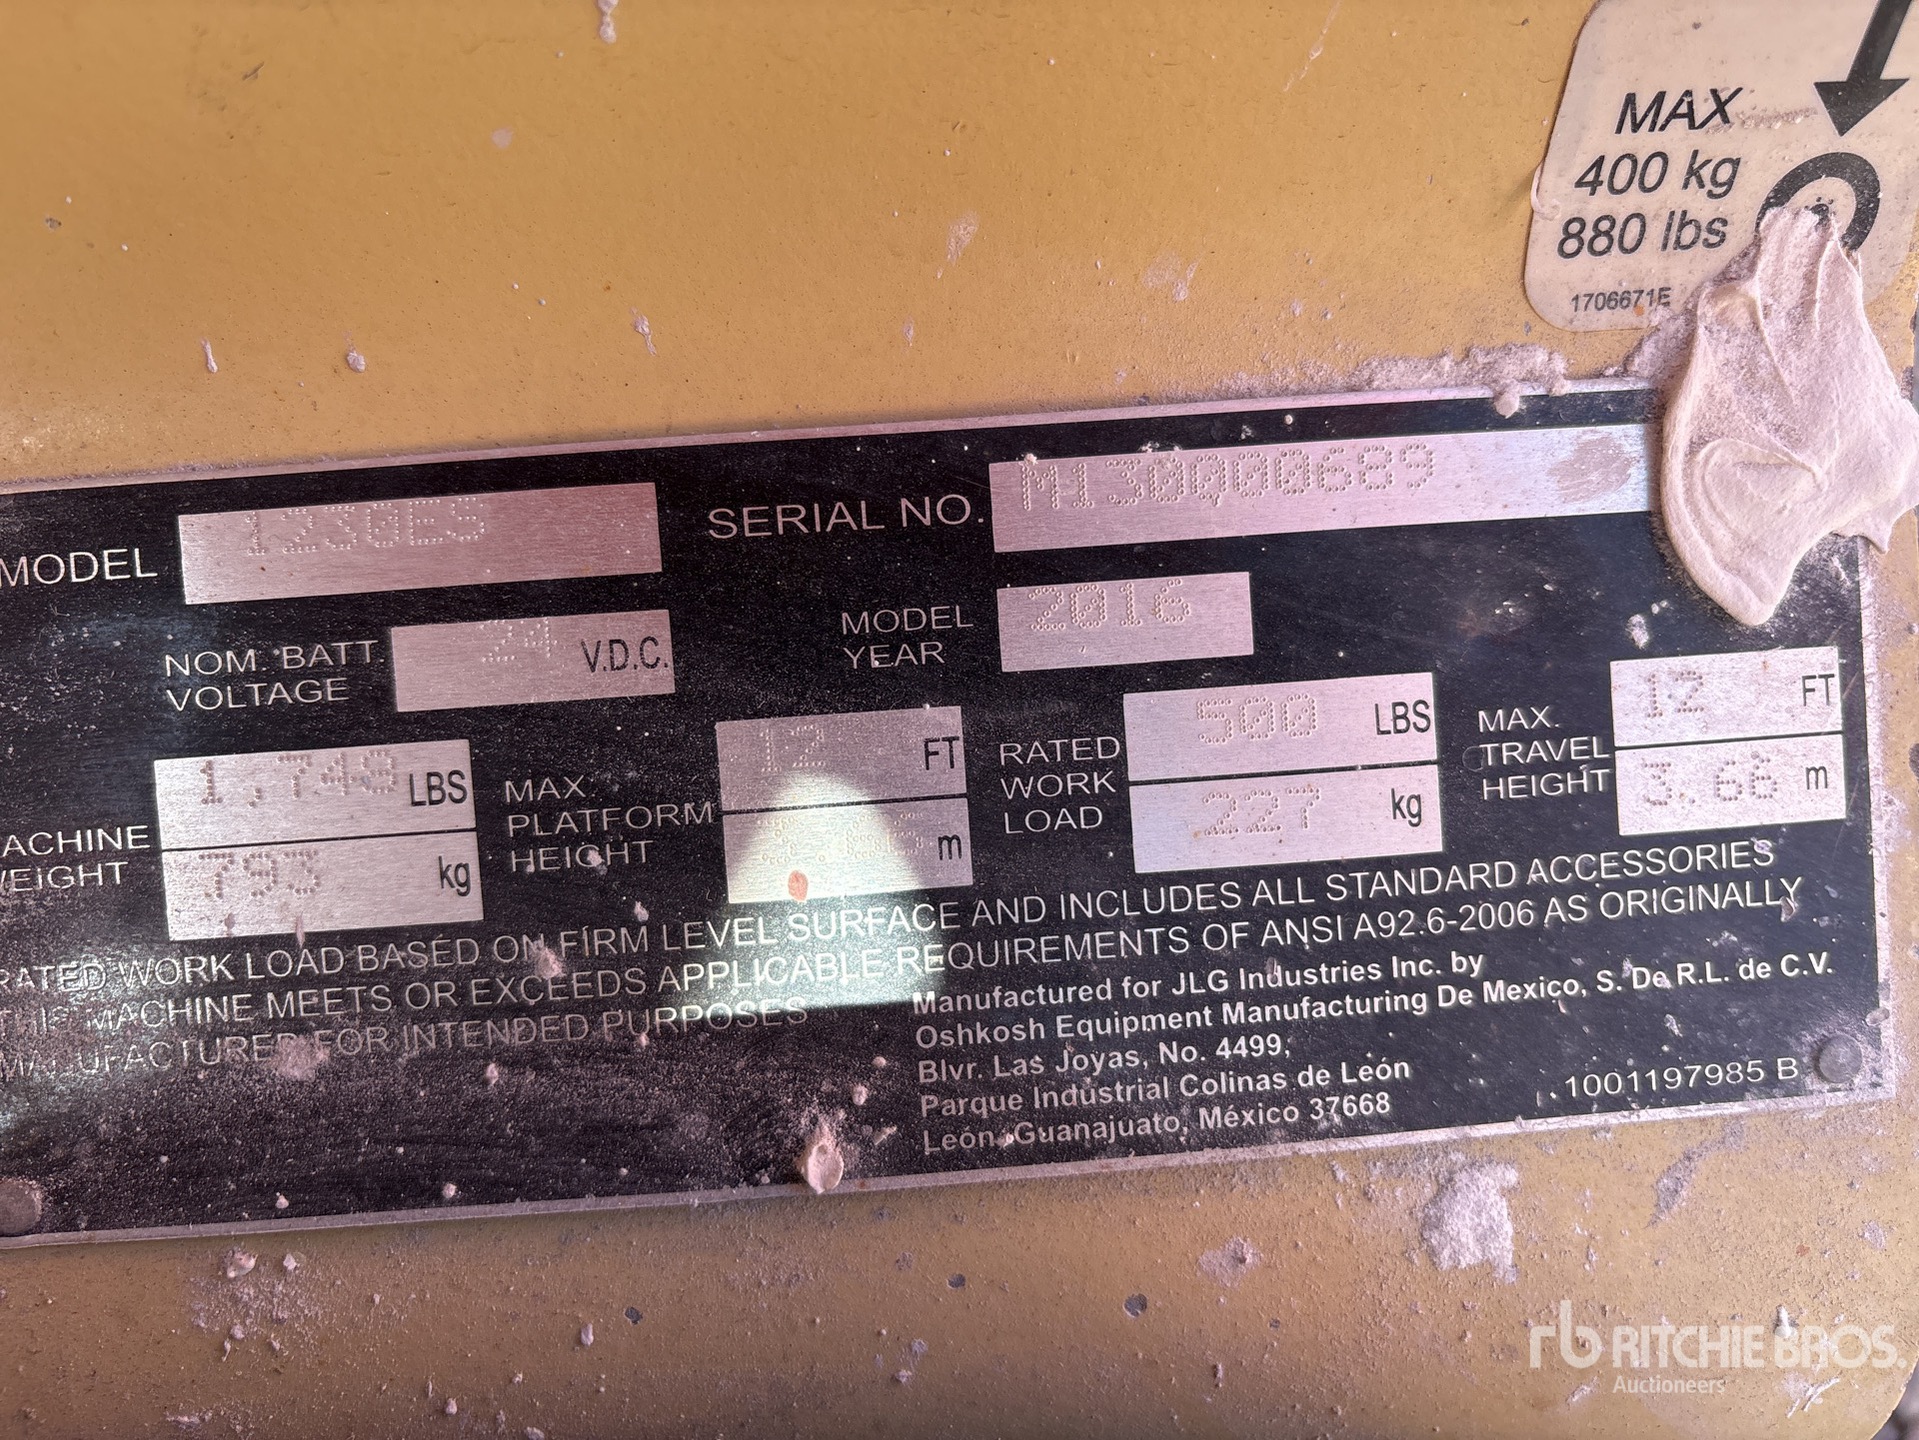 MAX
400 kg
880 lbs
1706671E
MODEL 1230ES
SERIAL NO. M130000689
NOM. BATT. VOLTAGE 24 V.D.C.
MODEL YEAR 2016
ACHINE EIGHT 1,748 LBS
793 kg
MAX. PLATFORM HEIGHT 12 FT
m
RATED WORK LOAD 500 LBS
227 kg
MAX. TRAVEL HEIGHT 12 FT
3.66 m
RATED WORK LOAD BASED ON FIRM LEVEL SURFACE AND INCLUDES ALL STANDARD ACCESSORIES
THIS MACHINE MEETS OR EXCEEDS APPLICABLE REQUIREMENTS OF ANSI A92.6-2006 AS ORIGINALLY
MANUFACTURED FOR INTENDED PURPOSES
Manufactured for JLG Industries Inc. by
Oshkosh Equipment Manufacturing De Mexico, S. De R.L. de C.V.
Blvr. Las Joyas, No. 4499,
Parque Industrial Colinas de León
León, Guanajuato, México 37668
1001197985 B
rb RITCHIE BROS.
Auctioneers